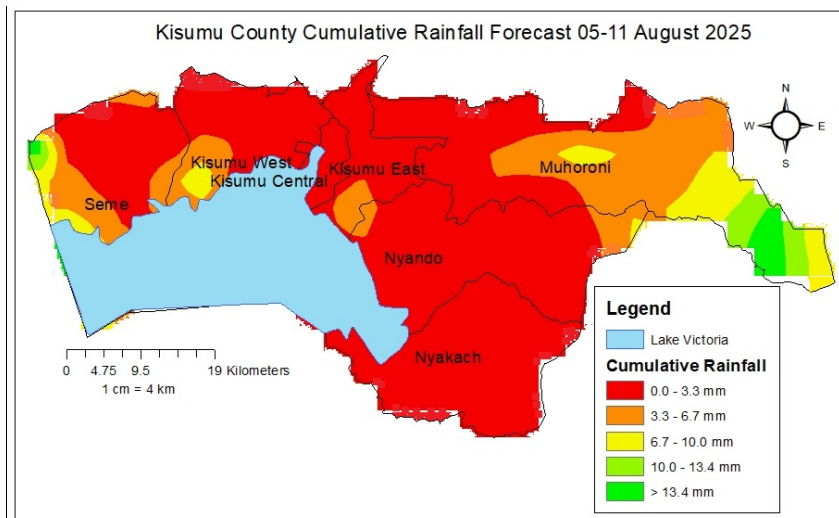 Kisumu County Cumulative Rainfall Forecast 05-11 August 2025
N
W E
S
Kisumu West
Kisumu Central
Kisumu East
Muhoroni
Seme
Nyando
Nyakach
0 4.75 9.5 19 Kilometers
1 cm = 4 km
Legend
Lake Victoria
Cumulative Rainfall
0.0 - 3.3 mm
3.3 - 6.7 mm
6.7 - 10.0 mm
10.0 - 13.4 mm
> 13.4 mm